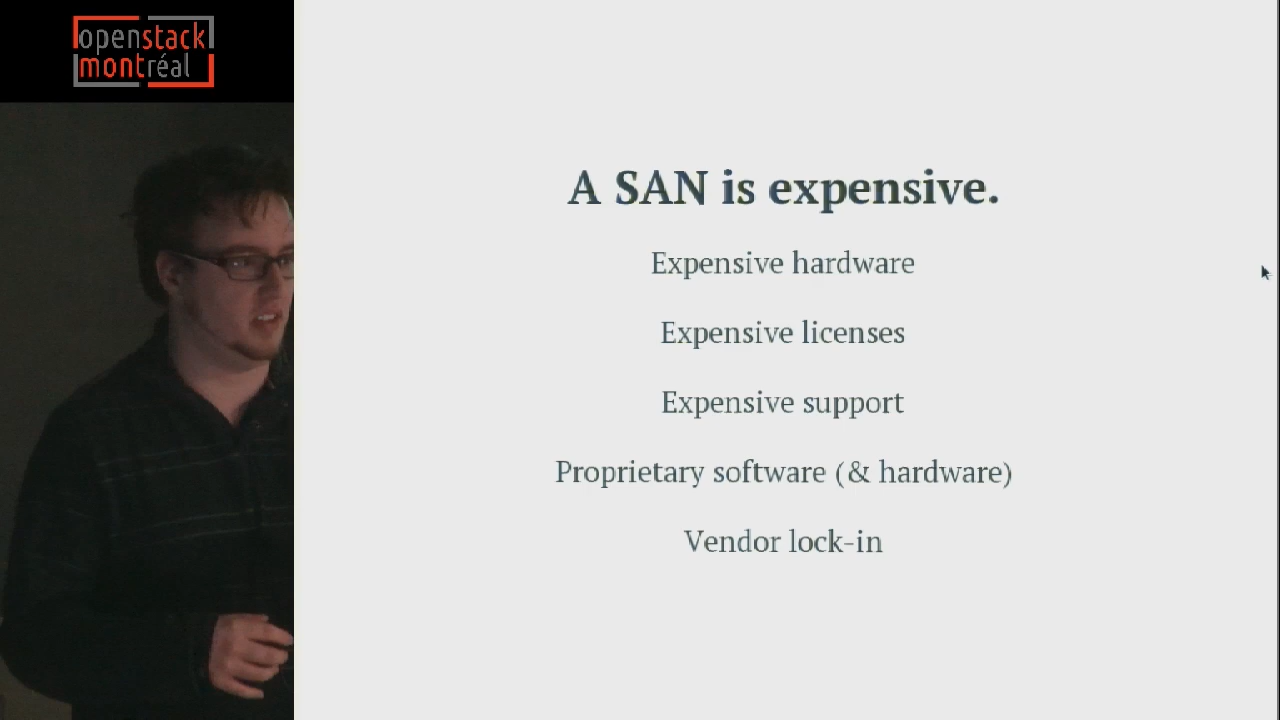 openstack
montréal
A SAN is expensive.
Expensive hardware
Expensive licenses
Expensive support
Proprietary software (& hardware)
Vendor lock-in